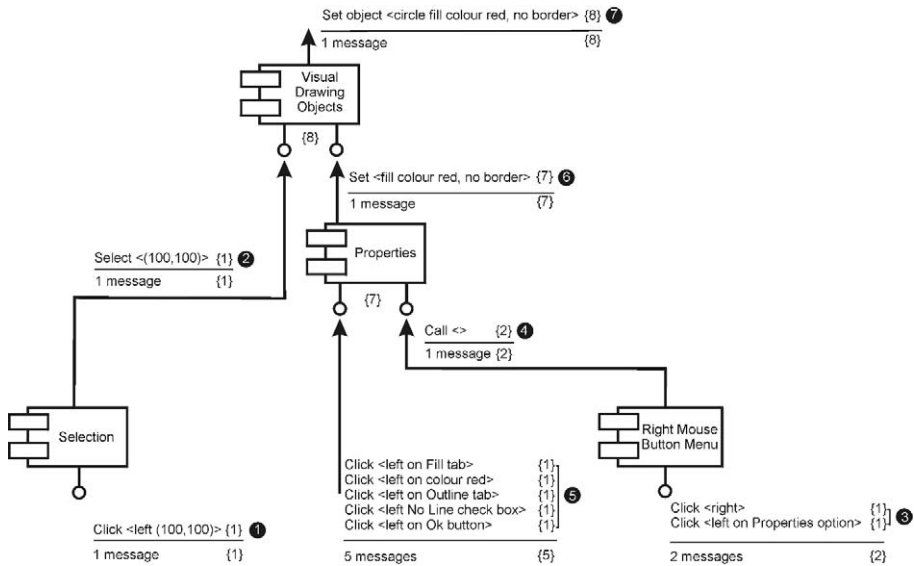 Set object <circle fill colour red, no border> {8} 7
1 message {8}
Visual
Drawing
Objects
{8}
Set <fill colour red, no border> {7} 6
1 message {7}
Properties
{7}
Select <(100,100)> {1} 2
1 message {1}
Call <> {2} 4
1 message {2}
Selection
Right Mouse
Button Menu
Click <left on Fill tab> {1}
Click <left on colour red> {1}
Click <left on Outline tab> {1} 5
Click <left No Line check box> {1}
Click <left on Ok button> {1}
5 messages {5}
Click <right> {1}
Click <left on Properties option> {1} 3
2 messages {2}
Click <left (100,100)> {1} 1
1 message {1}